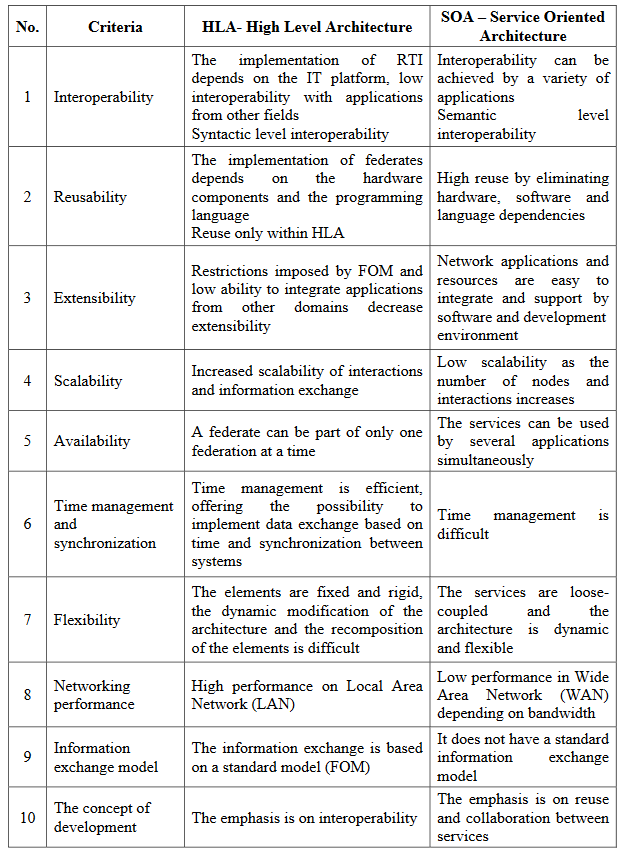 No.
Criteria
HLA- High Level Architecture
SOA – Service Oriented
Architecture
1
Interoperability
The implementation of RTI
depends on the IT platform, low
interoperability with applications
from other fields
Syntactic level interoperability
Interoperability can be
achieved by a variety of
applications
Semantic level
interoperability
2
Reusability
The implementation of federates
depends on the hardware
components and the programming
language
Reuse only within HLA
High reuse by eliminating
hardware, software and
language dependencies
3
Extensibility
Restrictions imposed by FOM and
low ability to integrate applications
from other domains decrease
extensibility
Network applications and
resources are easy to
integrate and support by
software and development
environment
4
Scalability
Increased scalability of interactions
and information exchange
Low scalability as the
number of nodes and
interactions increases
5
Availability
A federate can be part of only one
federation at a time
The services can be used
by several applications
simultaneously
6
Time management
and
synchronization
Time management is efficient,
offering the possibility to
implement data exchange based on
time and synchronization between
systems
Time management is
difficult
7
Flexibility
The elements are fixed and rigid,
the dynamic modification of the
architecture and the recomposition
of the elements is difficult
The services are loose-
coupled and the
architecture is dynamic
and flexible
8
Networking
performance
High performance on Local Area
Network (LAN)
Low performance in Wide
Area Network (WAN)
depending on bandwidth
9
Information
exchange model
The information exchange is based
on a standard model (FOM)
It does not have a standard
information exchange
model
10
The concept of
development
The emphasis is on interoperability
The emphasis is on reuse
and collaboration between
services